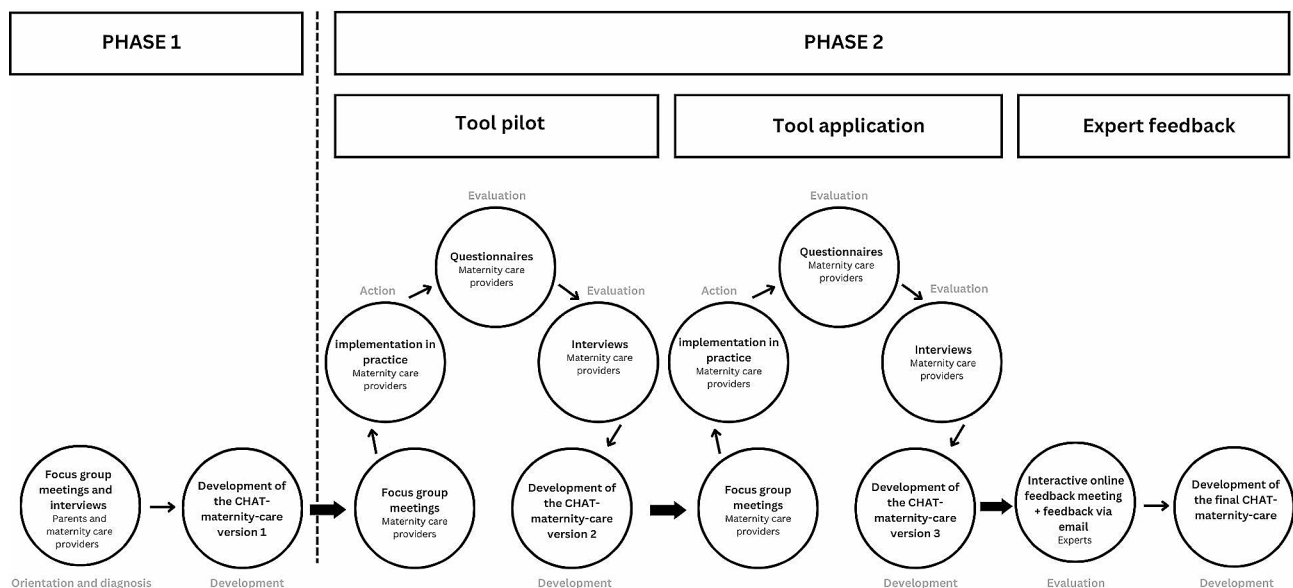 PHASE 1
PHASE 2
Tool pilot
Tool application
Expert feedback
Focus group
meetings and
interviews
Parents and
maternity care
providers
Orientation and diagnosis
Development of
the CHAT-
maternity-care
version 1
Development
Focus group
meetings
Maternity care
providers
Action
implementation in
practice
Maternity care
providers
Evaluation
Questionnaires
Maternity care
providers
Evaluation
Interviews
Maternity care
providers
Development of
the CHAT-
maternity-care
version 2
Development
Focus group
meetings
Maternity care
providers
Action
implementation in
practice
Maternity care
providers
Evaluation
Questionnaires
Maternity care
providers
Evaluation
Interviews
Maternity care
providers
Development of
the CHAT-
maternity-care
version 3
Development
Interactive online
feedback meeting
+ feedback via
email
Experts
Evaluation
Development of
the final CHAT-
maternity-care
Development